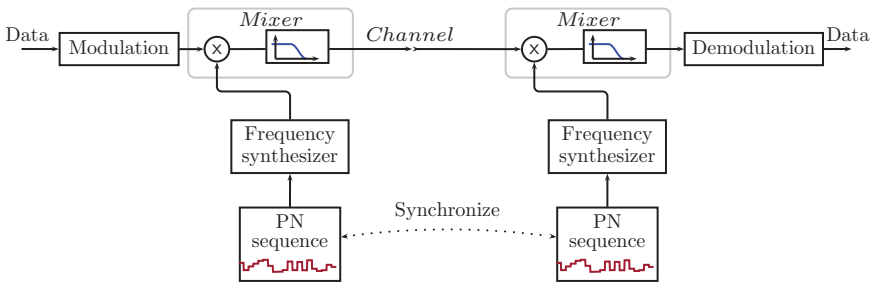 Mixer
Mixer
Data
Modulation
x
Channel
x
Demodulation
Data
Frequency
synthesizer
Frequency
synthesizer
PN
sequence
Synchronize
PN
sequence